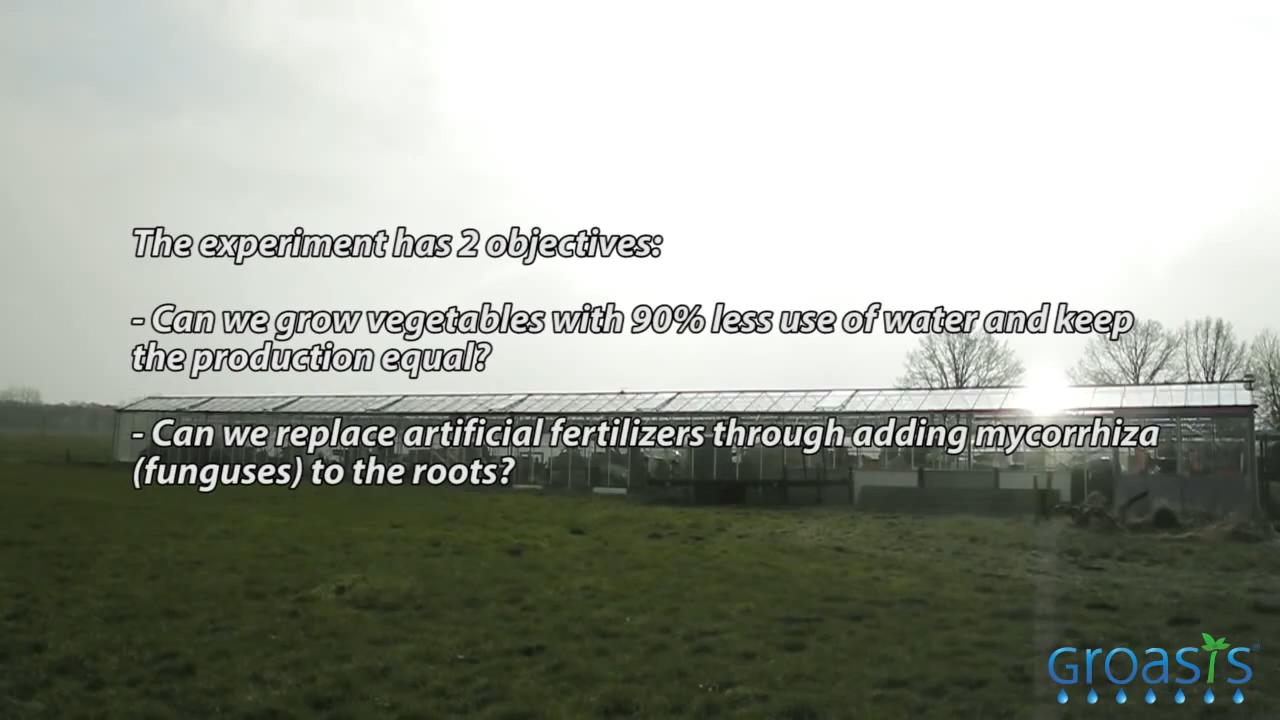 The experiment has 2 objectives:
- Can we grow vegetables with 90% less use of water and keep
the production equal?
- Can we replace artificial fertilizers through adding mycorrhiza
(funguses) to the roots?
GROASIS